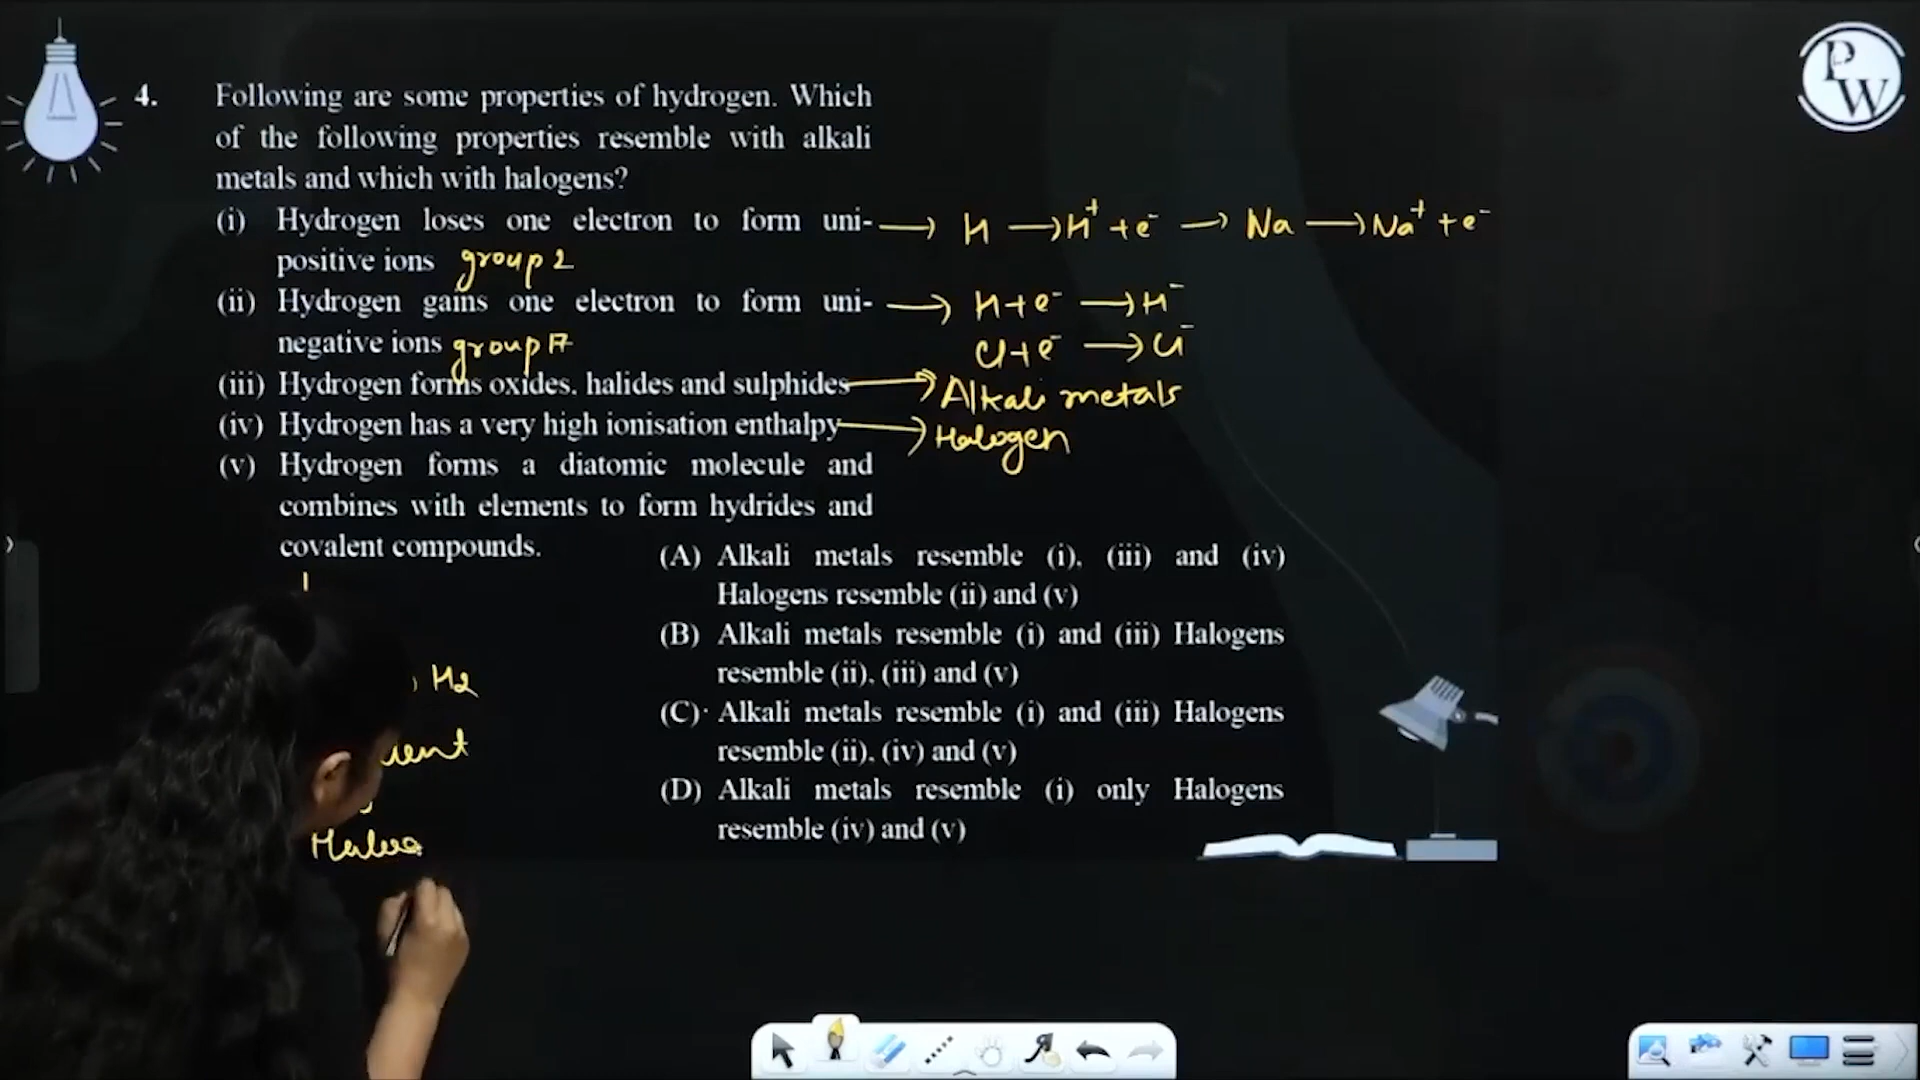 PW
4. Following are some properties of hydrogen. Which
of the following properties resemble with alkali
metals and which with halogens?
(i) Hydrogen loses one electron to form uni- → H → H⁺ + e⁻ → Na → Na⁺ + e⁻
positive ions group 1
(ii) Hydrogen gains one electron to form uni- → H + e⁻ → H⁻
negative ions group 17 Cl + e⁻ → Cl⁻
(iii) Hydrogen forms oxides, halides and sulphides → Alkali metals
(iv) Hydrogen has a very high ionisation enthalpy → Halogen
(v) Hydrogen forms a diatomic molecule and
combines with elements to form hydrides and
covalent compounds.
(A) Alkali metals resemble (i), (iii) and (iv)
Halogens resemble (ii) and (v)
(B) Alkali metals resemble (i) and (iii) Halogens
resemble (ii), (iii) and (v)
(C) Alkali metals resemble (i) and (iii) Halogens
resemble (ii), (iv) and (v)
(D) Alkali metals resemble (i) only Halogens
resemble (iv) and (v)
H₂